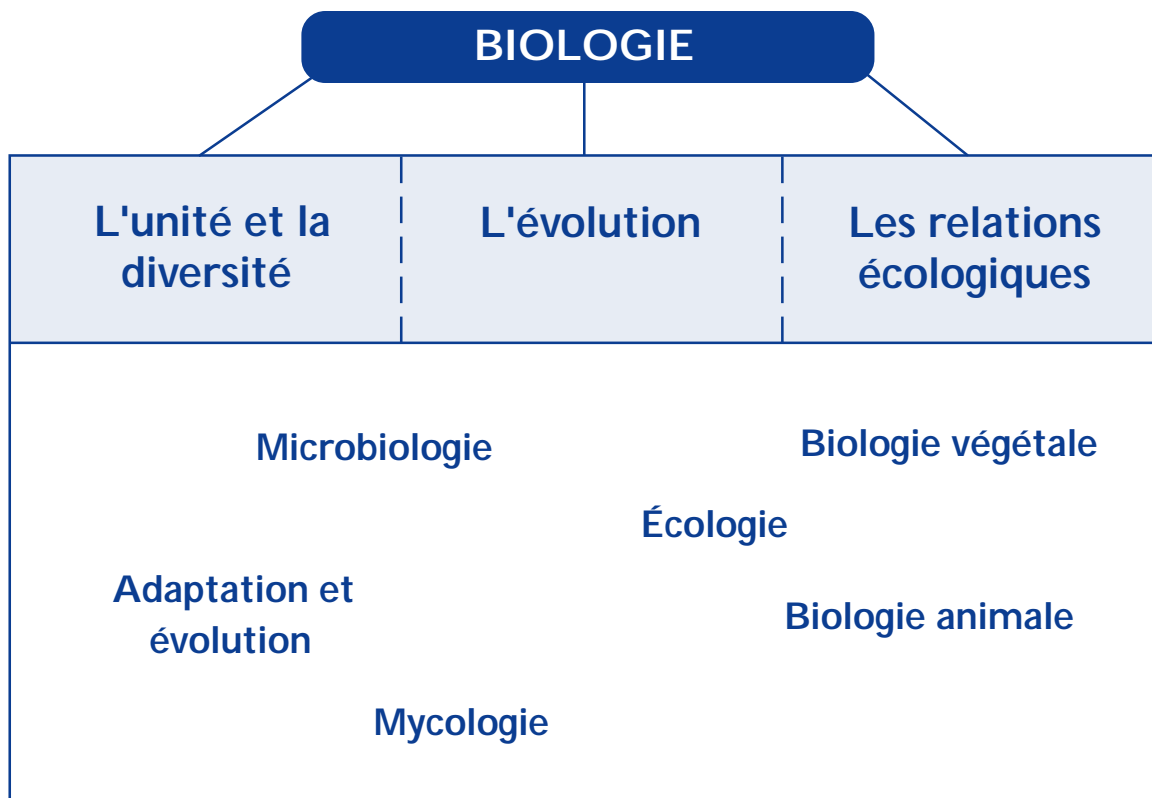 BIOLOGIE
L'unité et la
diversité
L'évolution
Les relations
écologiques
Microbiologie
Biologie végétale
Écologie
Adaptation et
évolution
Biologie animale
Mycologie